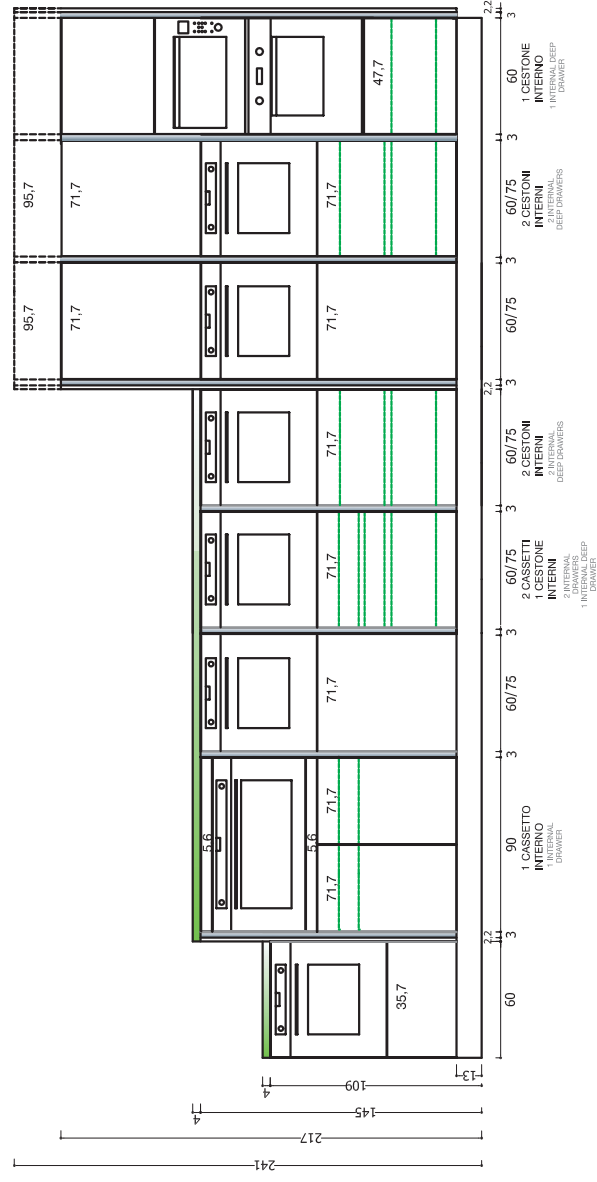 95,7
95,7
71,7
71,7
5,6
5,6
71,7
71,7
71,7
71,7
71,7
71,7
71,7
47,7
35,7
241
217
4
145
4
109
13
60
2,2
3
90
3
60/75
3
60/75
3
60/75
2,2
3
60/75
3
60/75
3
60
3
2,2
1 CASSETTO
INTERNO
1 INTERNAL
DRAWER
2 CASSETTI
1 CESTONE
INTERNI
2 INTERNAL
DRAWERS
1 INTERNAL DEEP
DRAWER
2 CESTONI
INTERNI
2 INTERNAL
DEEP DRAWERS
2 CESTONI
INTERNI
2 INTERNAL
DEEP DRAWERS
1 CESTONE
INTERNO
1 INTERNAL DEEP
DRAWER